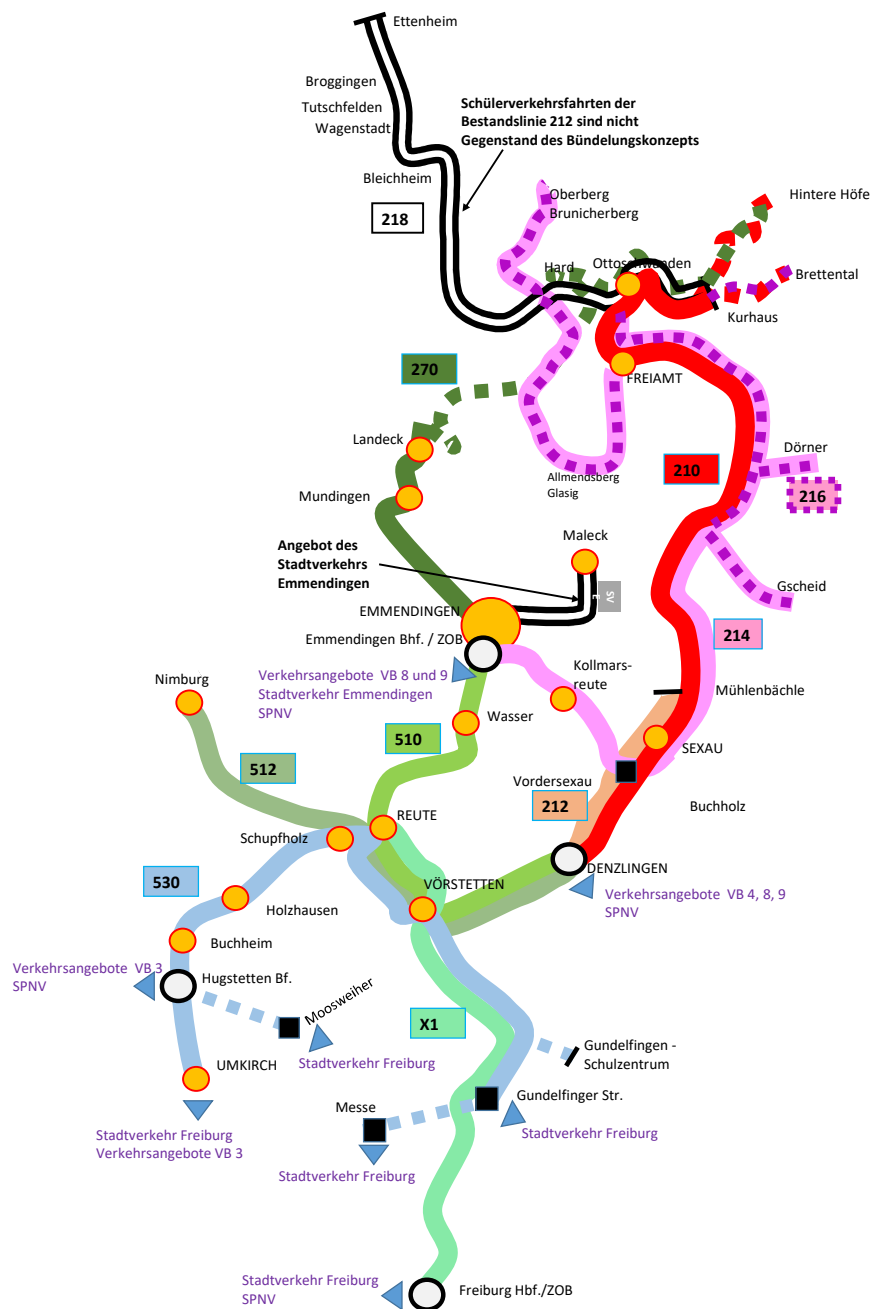 Ettenheim
Broggingen
Tutschfelden
Wagenstadt
Schülerverkehrsfahrten der
Bestandslinie 212 sind nicht
Gegenstand des Bündelungskonzepts
Bleichheim
218
Oberberg
Brunicherberg
Hintere Höfe
Hard
Ottoschwanden
Brettental
Kurhaus
270
FREIAMT
Landeck
Dörner
210
216
Allmendsberg
Glasig
Mundingen
Maleck
Angebot des
Stadtverkehrs
Emmendingen
Gscheid
SV
E
EMMENDINGEN
Emmendingen Bhf. / ZOB
214
Verkehrsangebote VB 8 und 9
Stadtverkehr Emmendingen
SPNV
Kollmars-
reute
Mühlenbächle
Nimburg
Wasser
510
SEXAU
512
Vordersexau
212
Buchholz
REUTE
Schupfholz
530
VÖRSTETTEN
DENZLINGEN
Verkehrsangebote VB 4, 8, 9
SPNV
Holzhausen
Buchheim
Verkehrsangebote VB 3
SPNV
Hugstetten Bf.
Moosweiher
X1
Stadtverkehr Freiburg
Gundelfingen -
Schulzentrum
UMKIRCH
Messe
Gundelfinger Str.
Stadtverkehr Freiburg
Stadtverkehr Freiburg
Verkehrsangebote VB 3
Stadtverkehr Freiburg
Stadtverkehr Freiburg
SPNV
Freiburg Hbf./ZOB